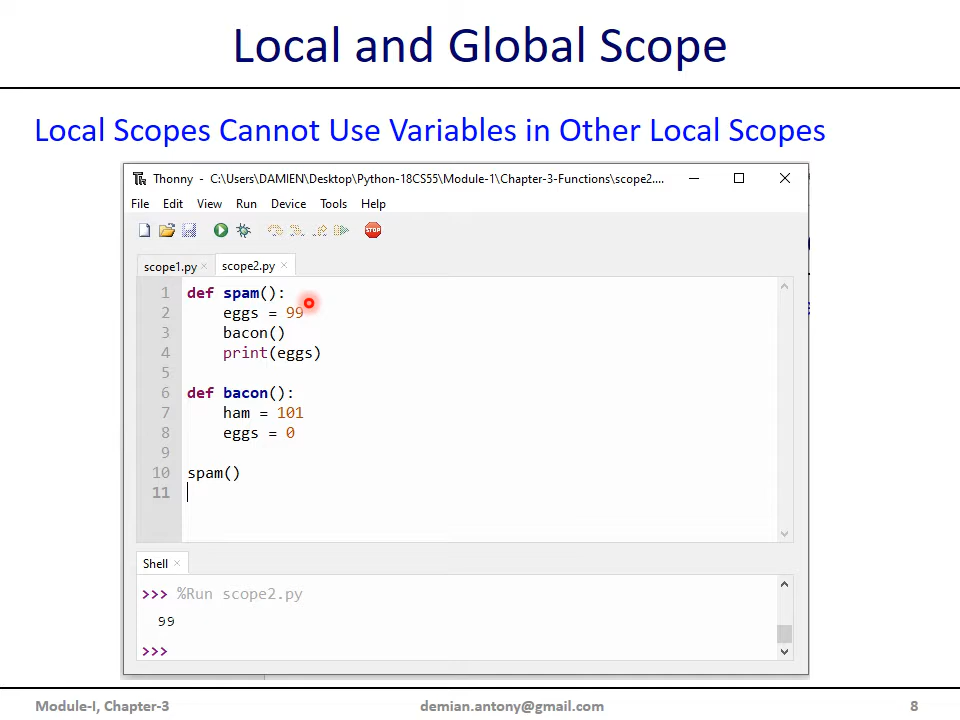 Local and Global Scope
Local Scopes Cannot Use Variables in Other Local Scopes
Thonny - C:\Users\DAMIEN\Desktop\Python-18CS55\Module-1\Chapter-3-Functions\scope2....
File Edit View Run Device Tools Help
STOP
scope1.py × scope2.py ×
1 def spam():
2     eggs = 99
3     bacon()
4     print(eggs)
5
6 def bacon():
7     ham = 101
8     eggs = 0
9
10 spam()
11
Shell ×
>>> %Run scope2.py
99
>>>
Module-I, Chapter-3 demian.antony@gmail.com 8